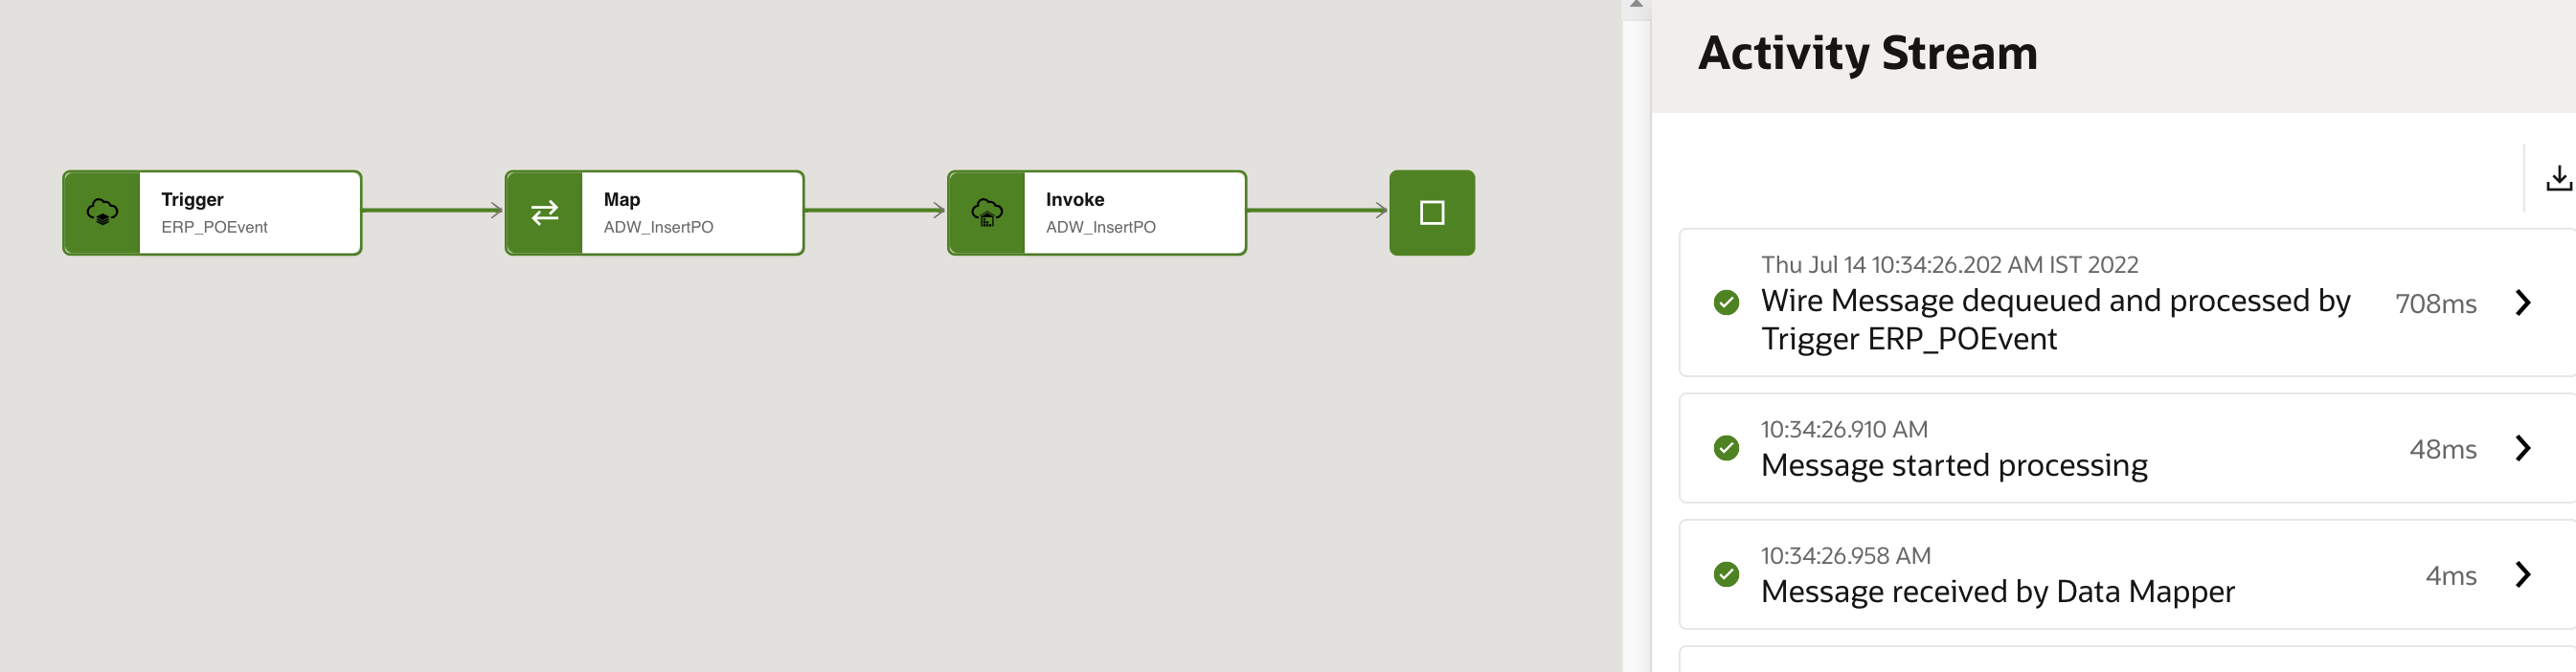 Trigger
ERP_POEvent
Map
ADW_InsertPO
Invoke
ADW_InsertPO
Activity Stream
Thu Jul 14 10:34:26.202 AM IST 2022
Wire Message dequeued and processed by
Trigger ERP_POEvent
708ms
10:34:26.910 AM
Message started processing
48ms
10:34:26.958 AM
Message received by Data Mapper
4ms